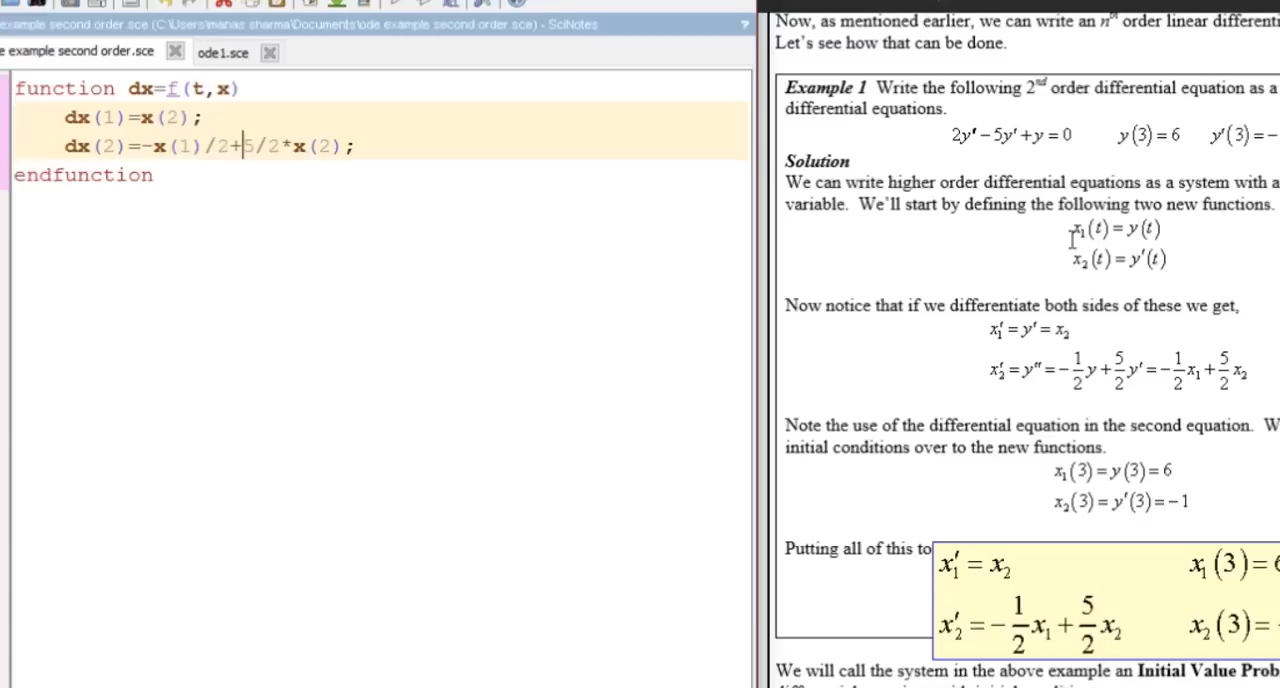 example second order.sce (C:\Users\manas sharma\Documents\ode example second order.sce) - SciNotes ?
e example second order.sce ode1.sce
function dx=f(t,x)
dx(1)=x(2);
dx(2)=-x(1)/2+5/2*x(2);
endfunction
Now, as mentioned earlier, we can write an nth order linear differenti
Let's see how that can be done.
Example 1 Write the following 2nd order differential equation as a
differential equations.
2y″ − 5y′ + y = 0 y(3) = 6 y′(3) = −
Solution
We can write higher order differential equations as a system with a
variable. We'll start by defining the following two new functions.
x₁(t) = y(t)
x₂(t) = y′(t)
Now notice that if we differentiate both sides of these we get,
x₁′ = y′ = x₂
x₂′ = y″ = −1/2 y + 5/2 y′ = −1/2 x₁ + 5/2 x₂
Note the use of the differential equation in the second equation. W
initial conditions over to the new functions.
x₁(3) = y(3) = 6
x₂(3) = y′(3) = −1
Putting all of this to
x₁′ = x₂ x₁(3) = 6
x₂′ = −1/2 x₁ + 5/2 x₂ x₂(3) = −
We will call the system in the above example an Initial Value Prob